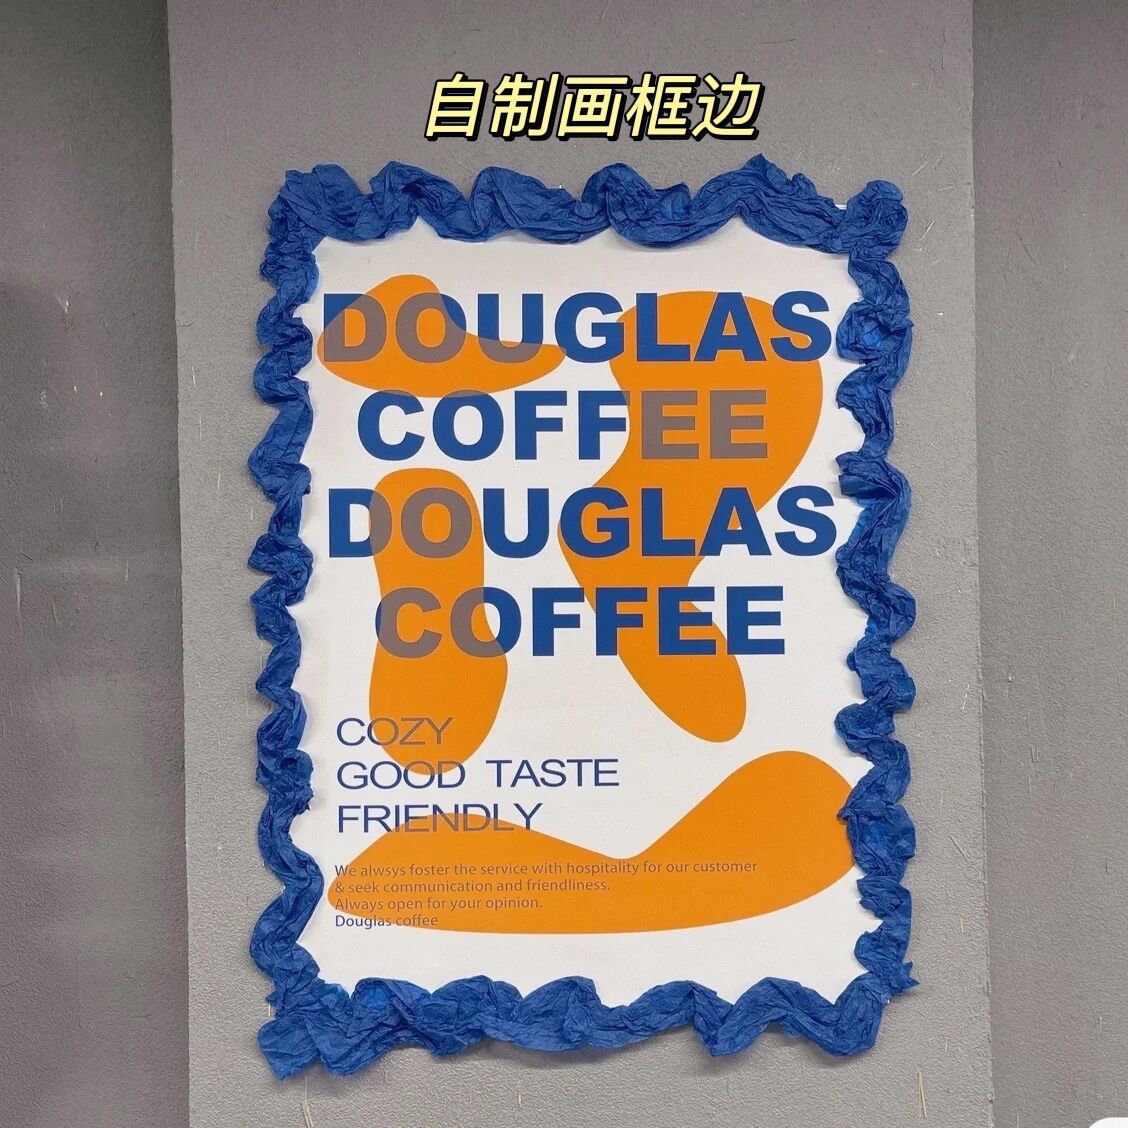 自制画框边
DOUGLAS
COFFEE
DOUGLAS
COFFEE
COZY
GOOD TASTE
FRIENDLY
We alwsys foster the service with hospitality for our customer
& seek communication and friendliness.
Always open for your opinion.
Douglas coffee